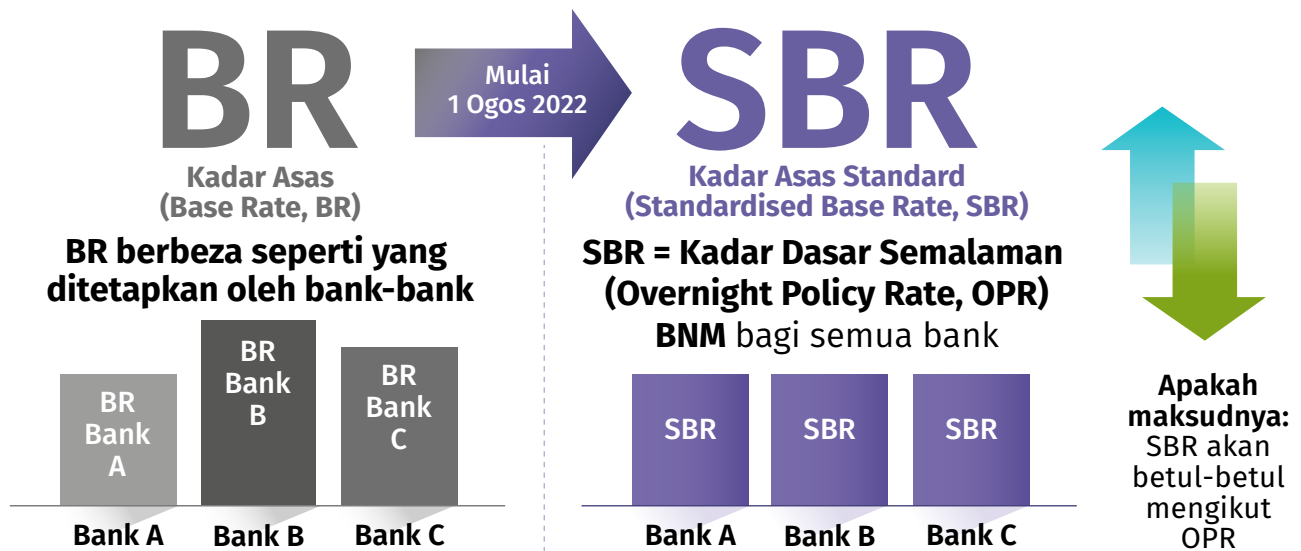 BR
Kadar Asas
(Base Rate, BR)
BR berbeza seperti yang
ditetapkan oleh bank-bank
BR
Bank
A
BR
Bank
B
BR
Bank
C
Bank A
Bank B
Bank C
Mulai
1 Ogos 2022
SBR
Kadar Asas Standard
(Standardised Base Rate, SBR)
SBR = Kadar Dasar Semalaman
(Overnight Policy Rate, OPR)
BNM bagi semua bank
SBR
SBR
SBR
Bank A
Bank B
Bank C
Apakah
maksudnya:
SBR akan
betul-betul
mengikut
OPR